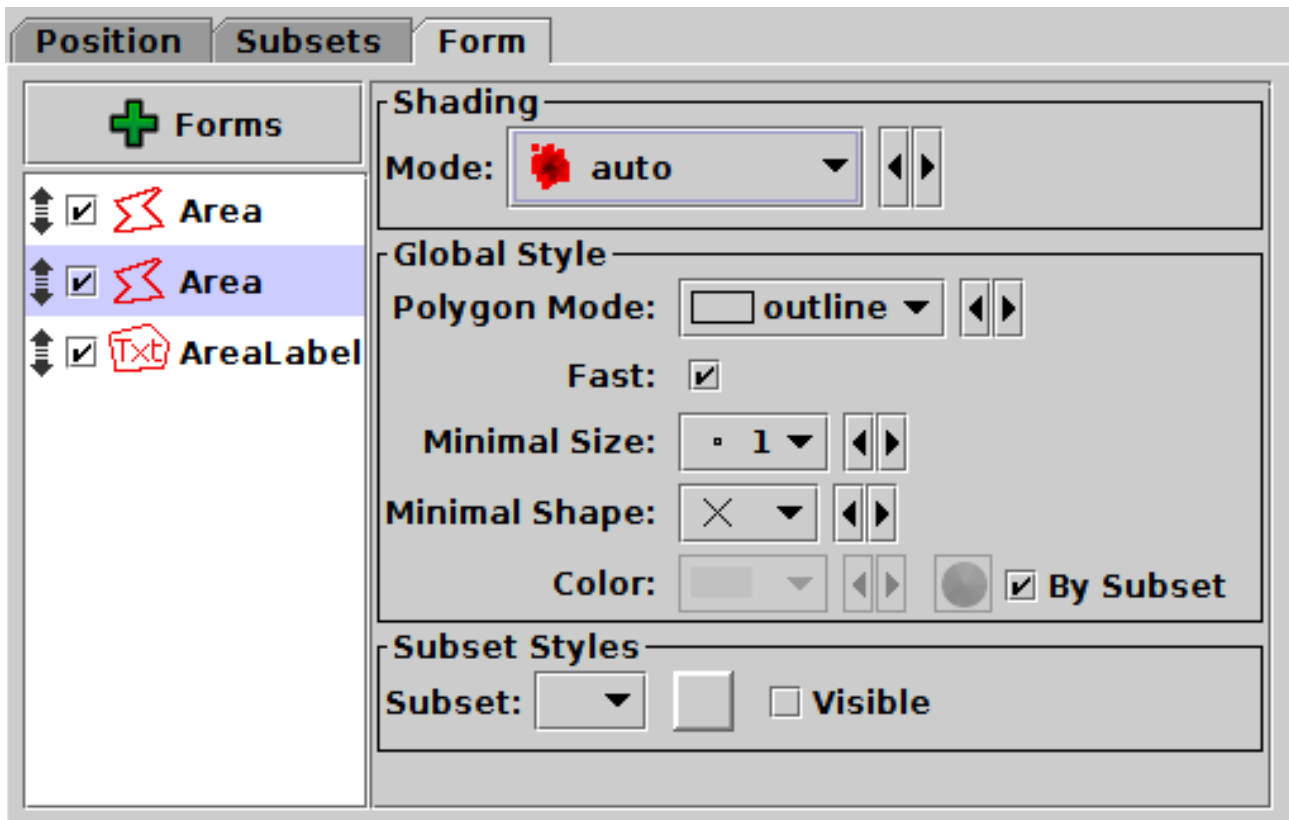 Position Subsets Form
Forms
Area
Area
Txt AreaLabel
Shading
Mode: auto
Global Style
Polygon Mode: outline
Fast:
Minimal Size: 1
Minimal Shape:
Color: By Subset
Subset Styles
Subset: Visible